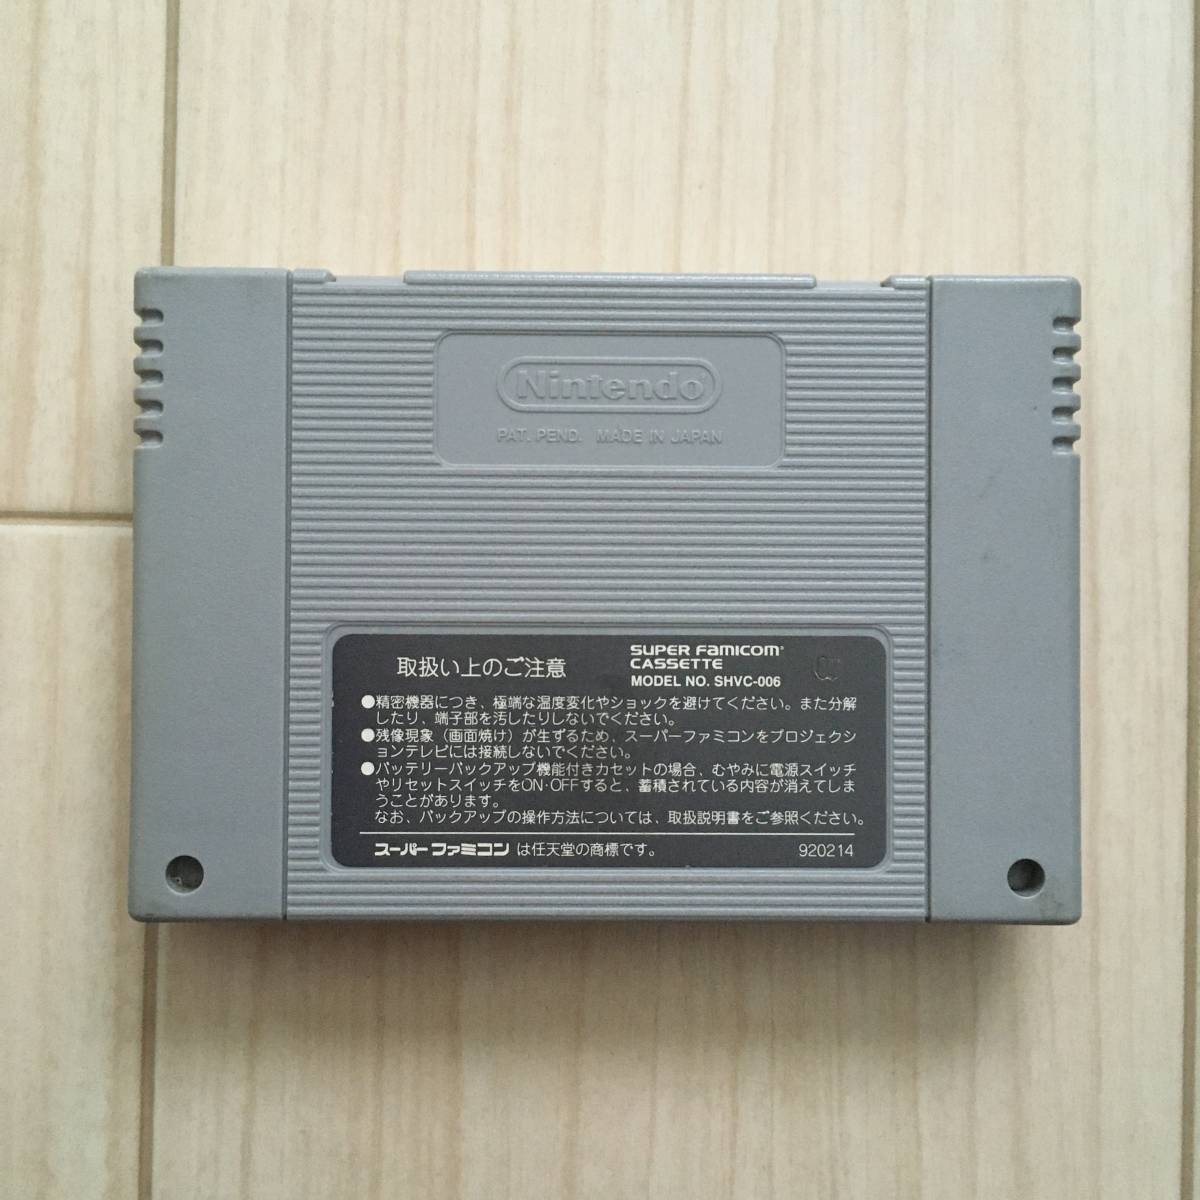 Nintendo
PAT. PEND. MADE IN JAPAN
取扱い上のご注意
SUPER FAMICOM
CASSETTE
MODEL NO. SHVC-006
●精密機器につき、極端な温度変化やショックを避けてください。また分解
したり、端子部を汚したりしないでください。
●残像現象(画面焼け)が生ずるため、スーパーファミコンをプロジェクシ
ョンテレビには接続しないでください。
●バッテリーバックアップ機能付きカセットの場合、むやみに電源スイッチ
やリセットスイッチをON·OFFすると、蓄積されている内容が消えてしま
うことがあります。
なお、バックアップの操作方法については、取扱説明書をご参照ください。
スーパーファミコンは任天堂の商標です。 920214